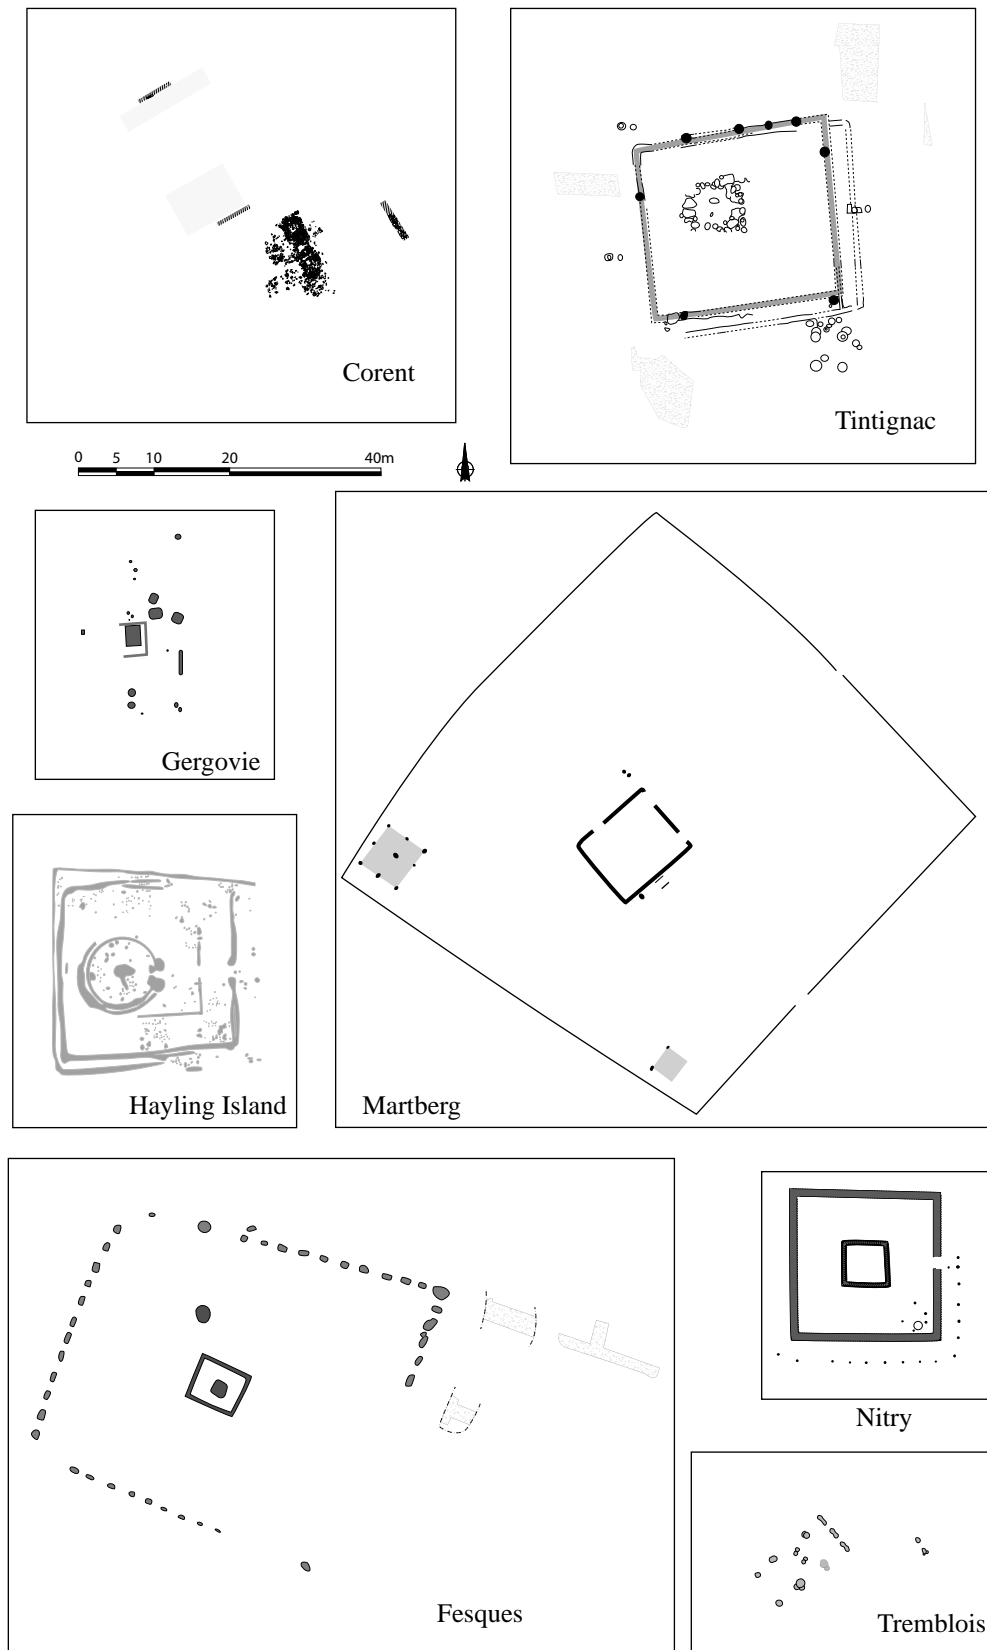 Corent
Tintignac
0 5 10 20 40m
Gergovie
Hayling Island
Martberg
Nitry
Fesques
Tremblois